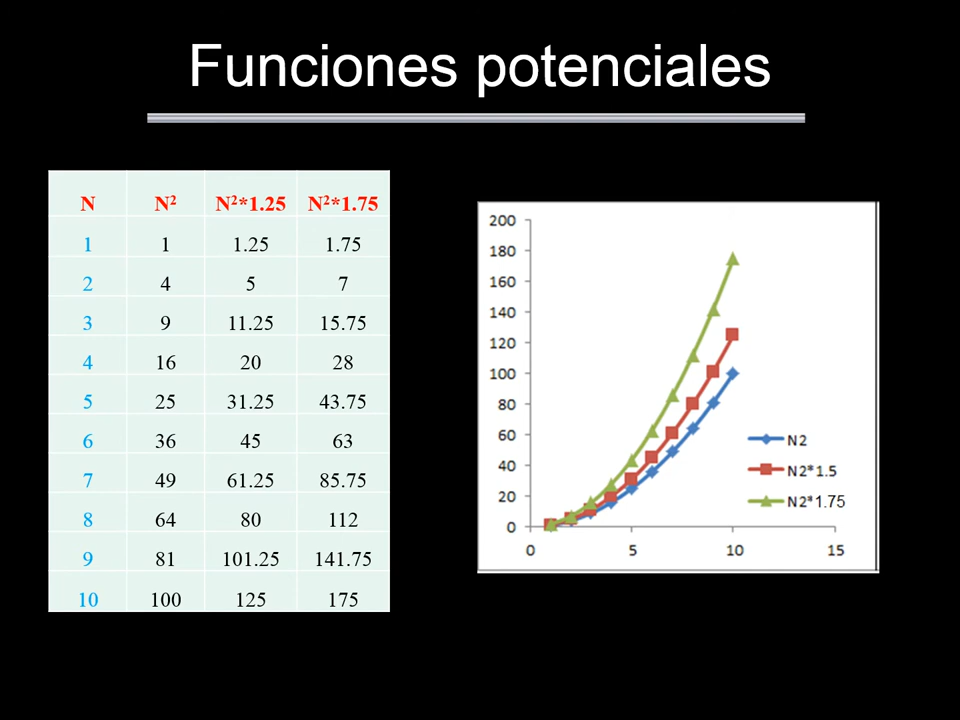 Funciones potenciales
N N² N²*1.25 N²*1.75
1 1 1.25 1.75
2 4 5 7
3 9 11.25 15.75
4 16 20 28
5 25 31.25 43.75
6 36 45 63
7 49 61.25 85.75
8 64 80 112
9 81 101.25 141.75
10 100 125 175
200
180
160
140
120
100
80
60
40
20
0
0 5 10 15
N2
N2*1.5
N2*1.75